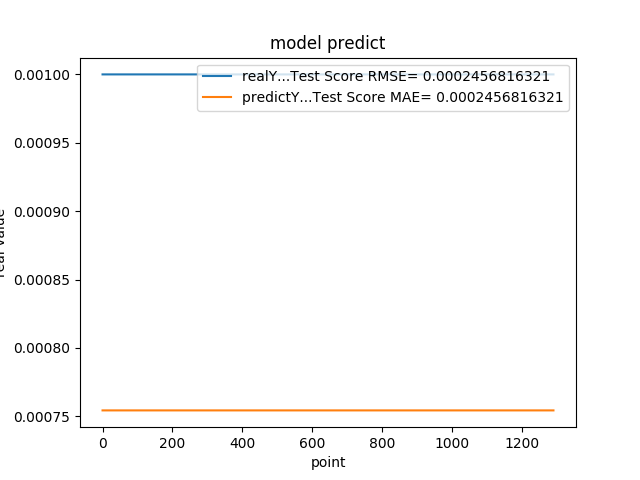 model predict
realY...Test Score RMSE= 0.0002456816321
predictY...Test Score MAE= 0.0002456816321
0.00100
0.00095
0.00090
0.00085
0.00080
0.00075
real value
0 200 400 600 800 1000 1200
point